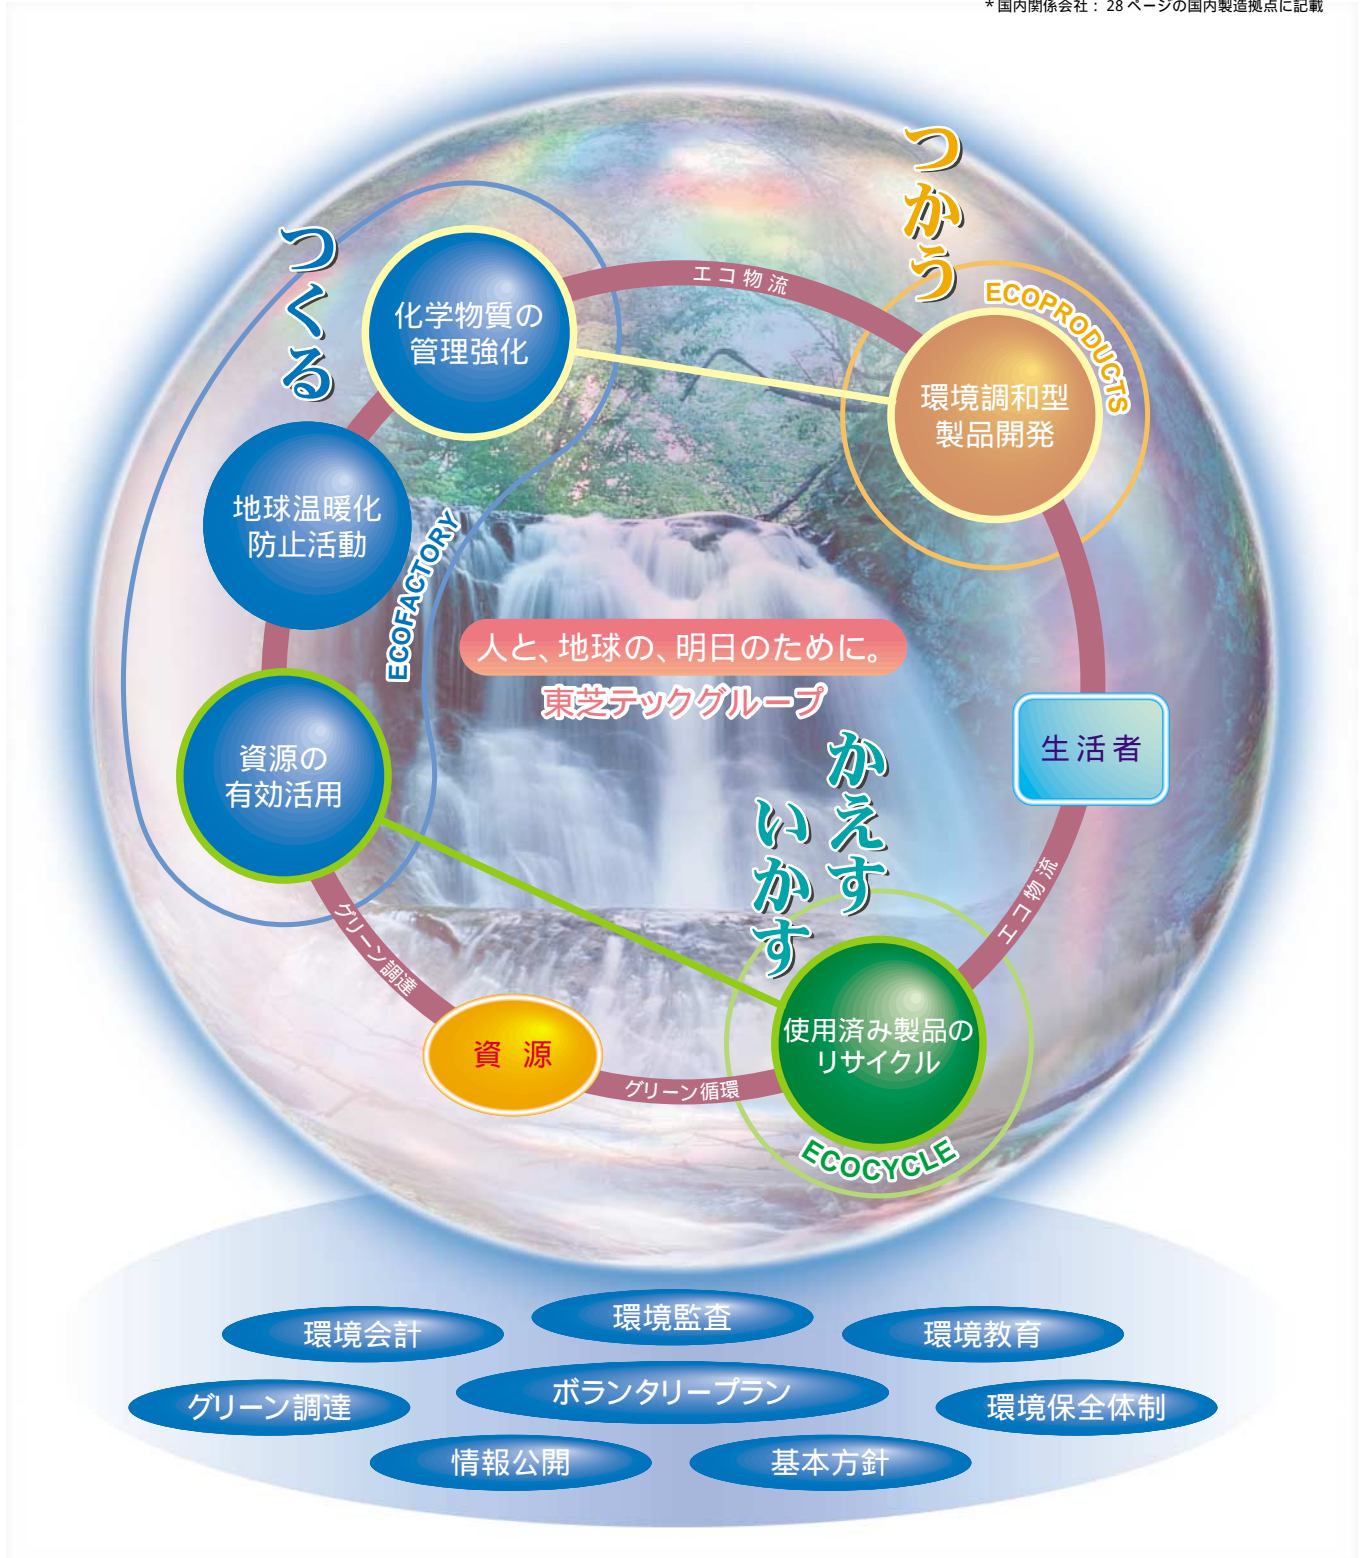 *国内関係会社：28ページの国内製造拠点に記載
つかう
つくる
エコ物流
ECOPRODUCTS
化学物質の
管理強化
環境調和型
製品開発
地球温暖化
防止活動
ECOFACTORY
人と、地球の、明日のために。
東芝テックグループ
生活者
資源の
有効活用
かえす
いかす
エコ物流
グリーン調達
資 源
使用済み製品の
リサイクル
グリーン循環
ECOCYCLE
環境会計
環境監査
環境教育
グリーン調達
ボランタリープラン
環境保全体制
情報公開
基本方針